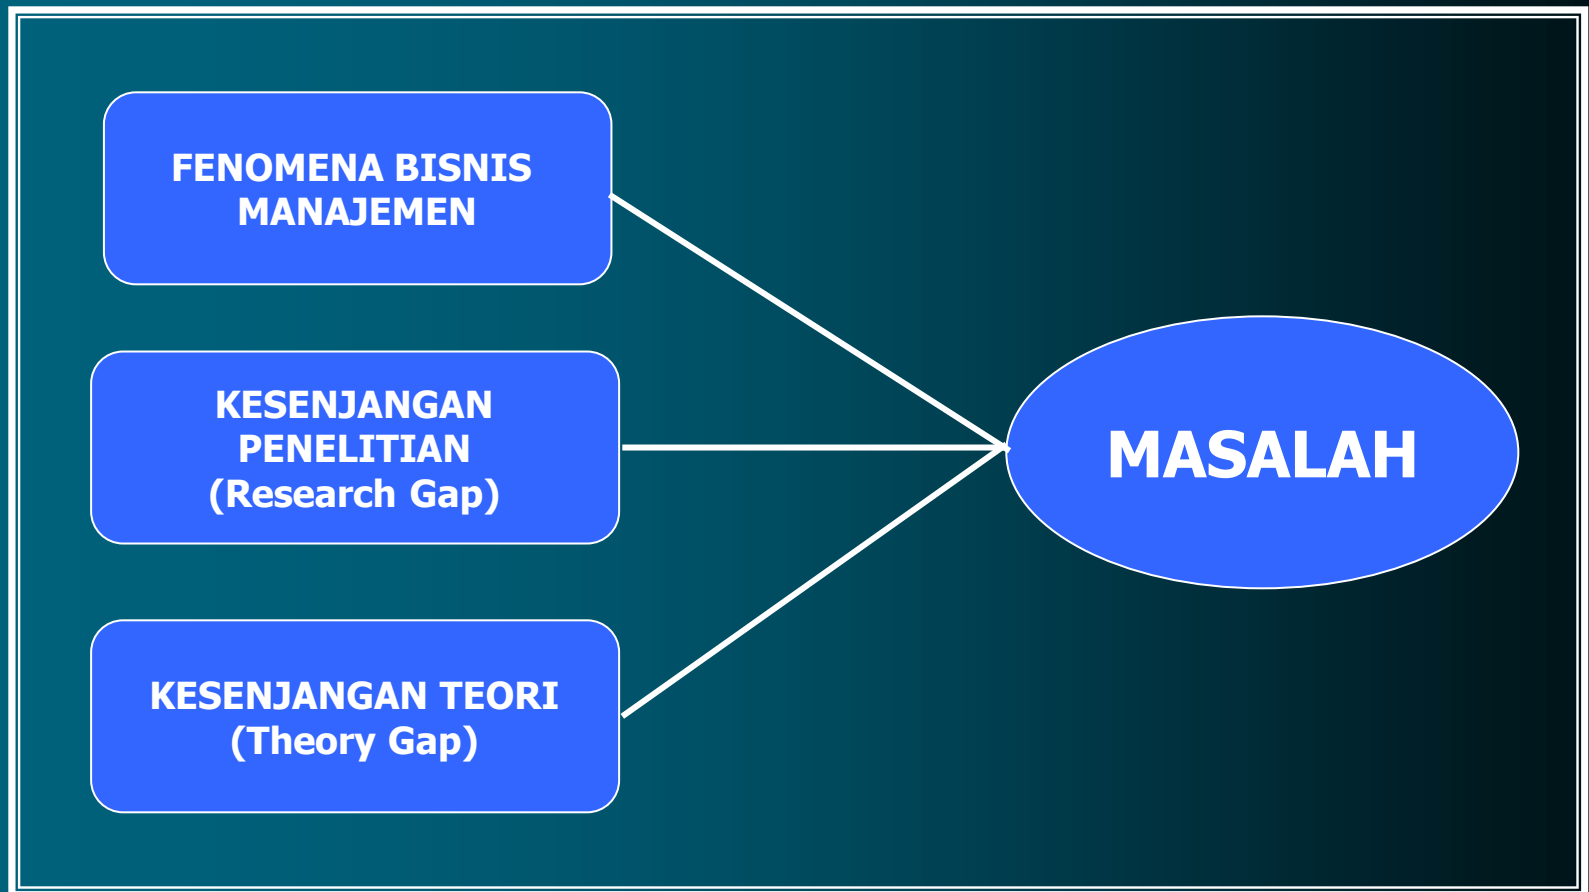 FENOMENA BISNIS
MANAJEMEN
KESENJANGAN
PENELITIAN
(Research Gap)
KESENJANGAN TEORI
(Theory Gap)
MASALAH